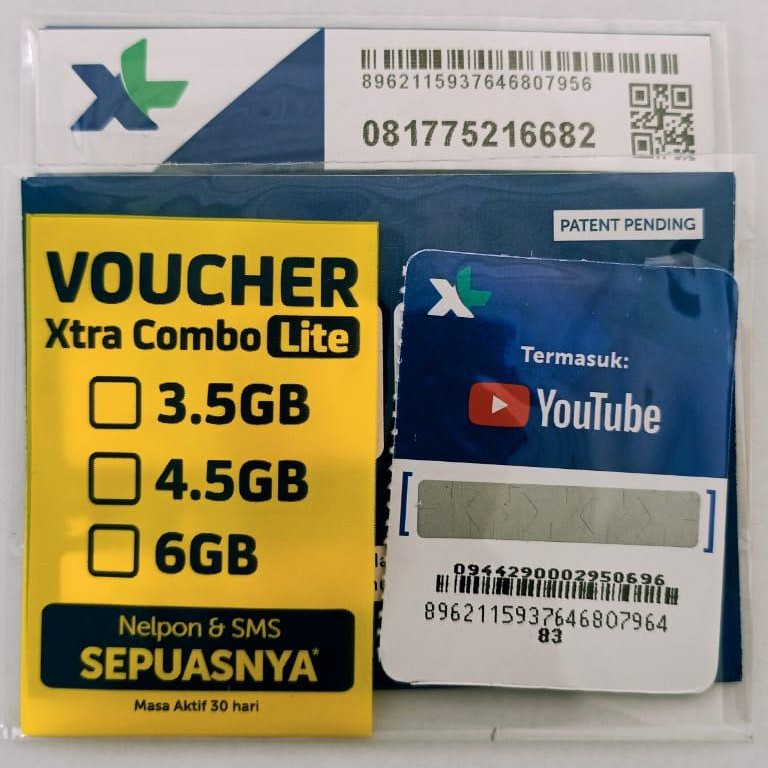 XL
8962115937646807956
081775216682
PATENT PENDING
VOUCHER
Xtra Combo Lite
3.5GB
4.5GB
6GB
Nelpon & SMS
SEPUASNYA*
Masa Aktif 30 hari
XL
Termasuk:
YouTube
0944290002950696
8962115937646807964
83